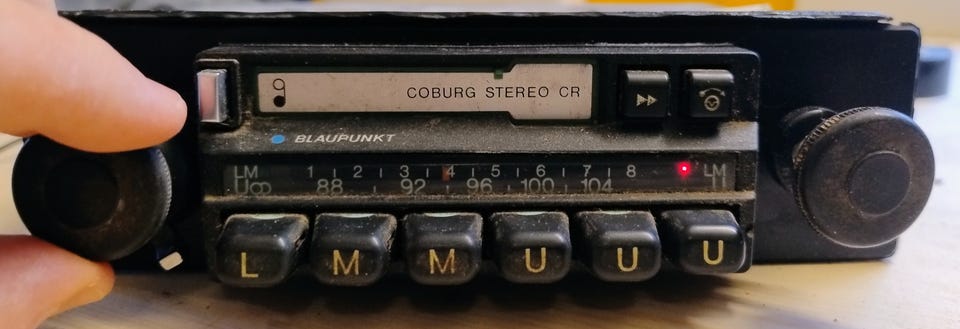 COBURG STEREO CR
BLAUPUNKT
LM 1 2 3 4 5 6 7 8 LM
U 88 92 96 100 104 U
L M M U U U